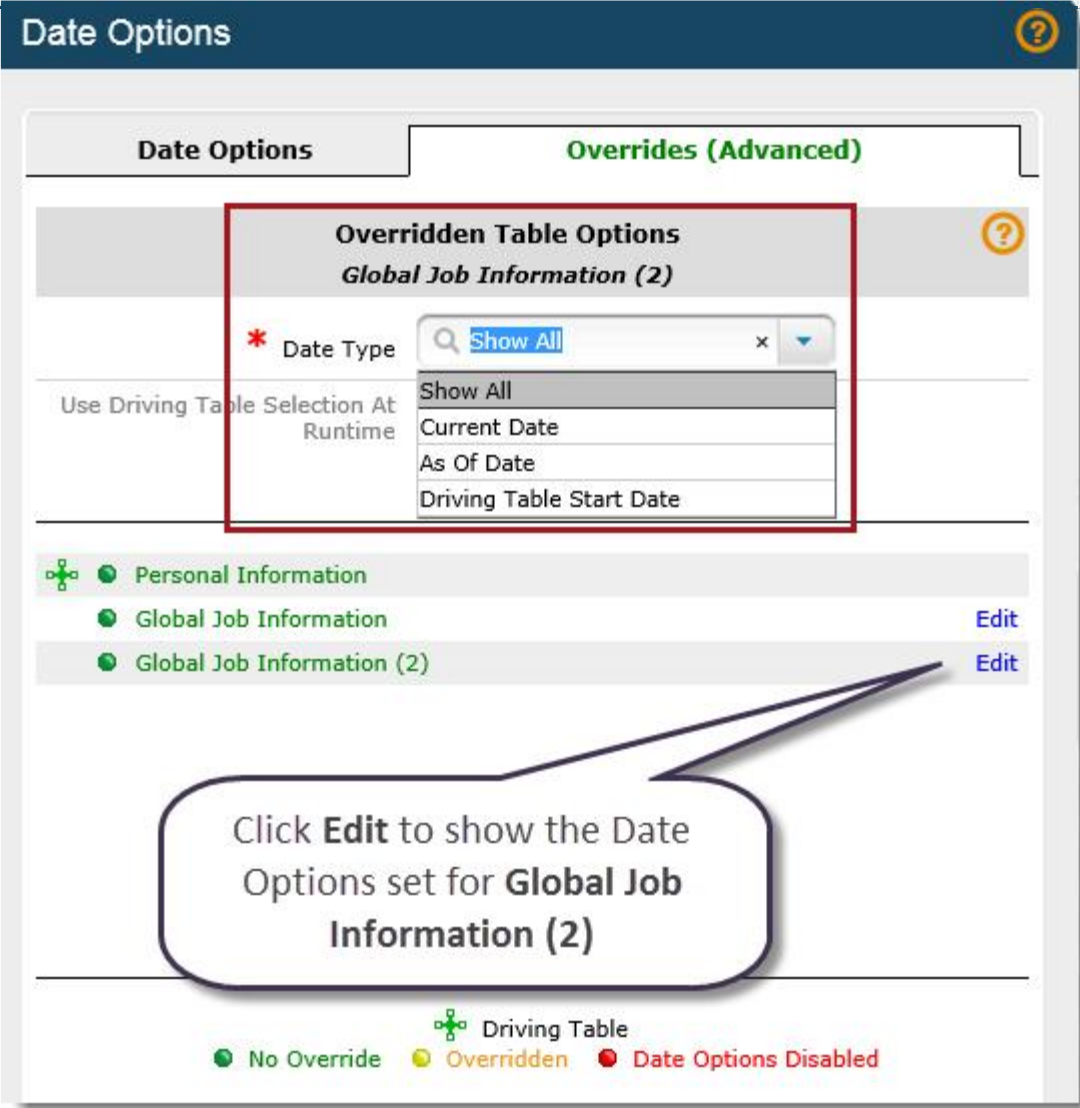 Date Options
Date Options
Overrides (Advanced)
Overridden Table Options
Global Job Information (2)
* Date Type
Show All
Use Driving Table Selection At
Runtime
Show All
Current Date
As Of Date
Driving Table Start Date
Personal Information
Global Job Information
Edit
Global Job Information (2)
Edit
Click Edit to show the Date
Options set for Global Job
Information (2)
Driving Table
No Override
Overridden
Date Options Disabled